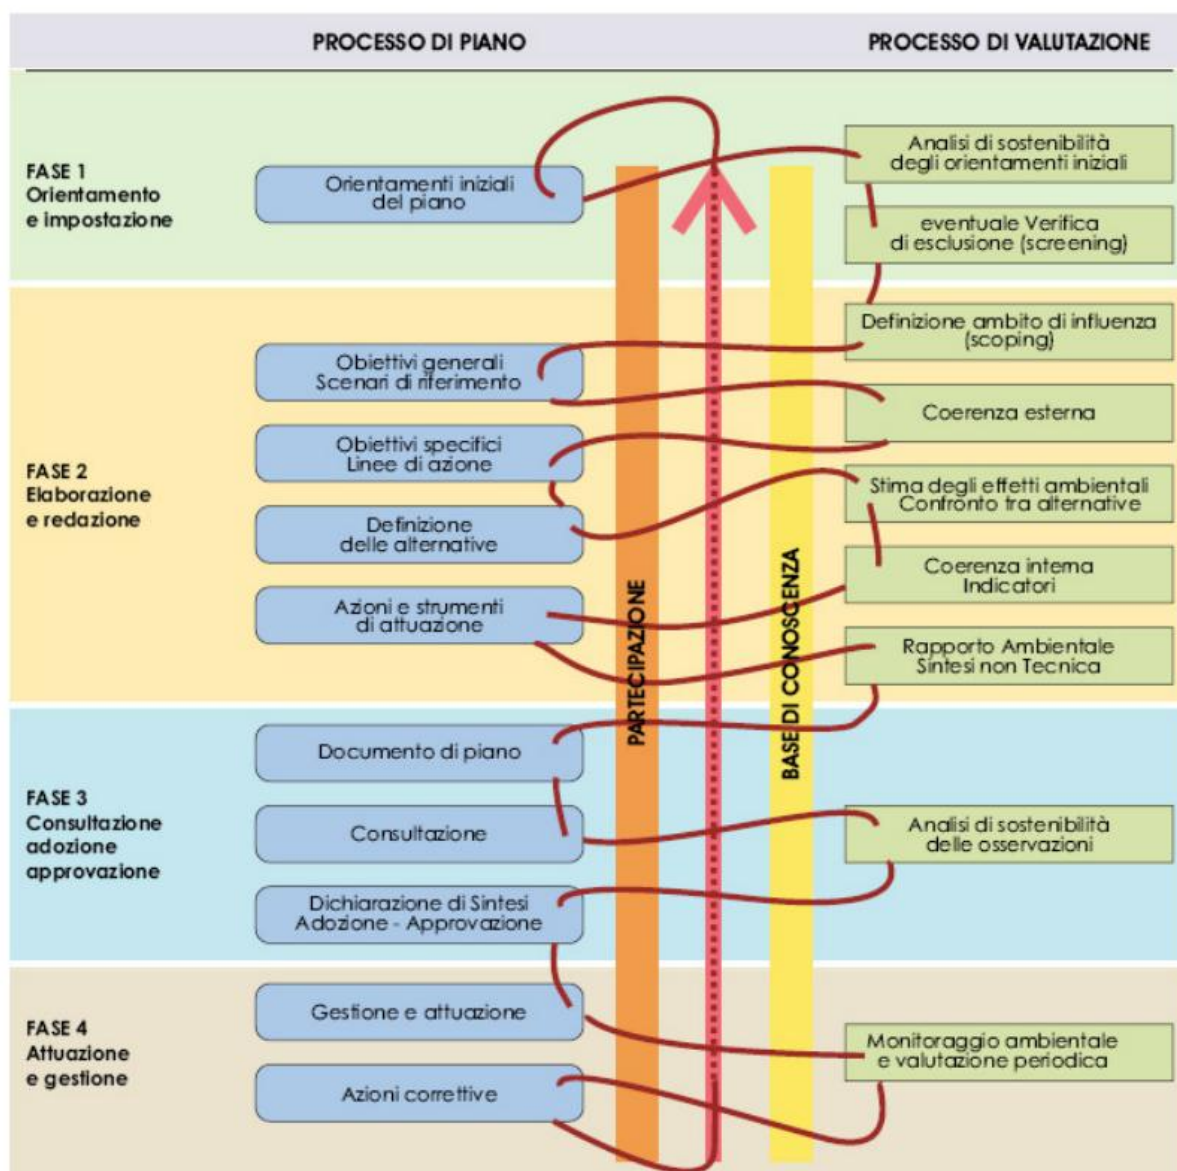 PROCESSO DI PIANO
PROCESSO DI VALUTAZIONE
FASE 1
Orientamento
e impostazione
Orientamenti iniziali
del piano
Analisi di sostenibilità
degli orientamenti iniziali
eventuale Verifica
di esclusione (screening)
FASE 2
Elaborazione
e redazione
Definizione ambito di influenza
(scoping)
Obiettivi generali
Scenari di riferimento
Coerenza esterna
Obiettivi specifici
Linee di azione
Stima degli effetti ambientali
Confronto tra alternative
Definizione
delle alternative
Coerenza interna
Indicatori
Azioni e strumenti
di attuazione
Rapporto Ambientale
Sintesi non Tecnica
PARTECIPAZIONE
BASE DI CONOSCENZA
FASE 3
Consultazione
adozione
approvazione
Documento di piano
Consultazione
Analisi di sostenibilità
delle osservazioni
Dichiarazione di Sintesi
Adozione - Approvazione
FASE 4
Attuazione
e gestione
Gestione e attuazione
Monitoraggio ambientale
e valutazione periodica
Azioni correttive